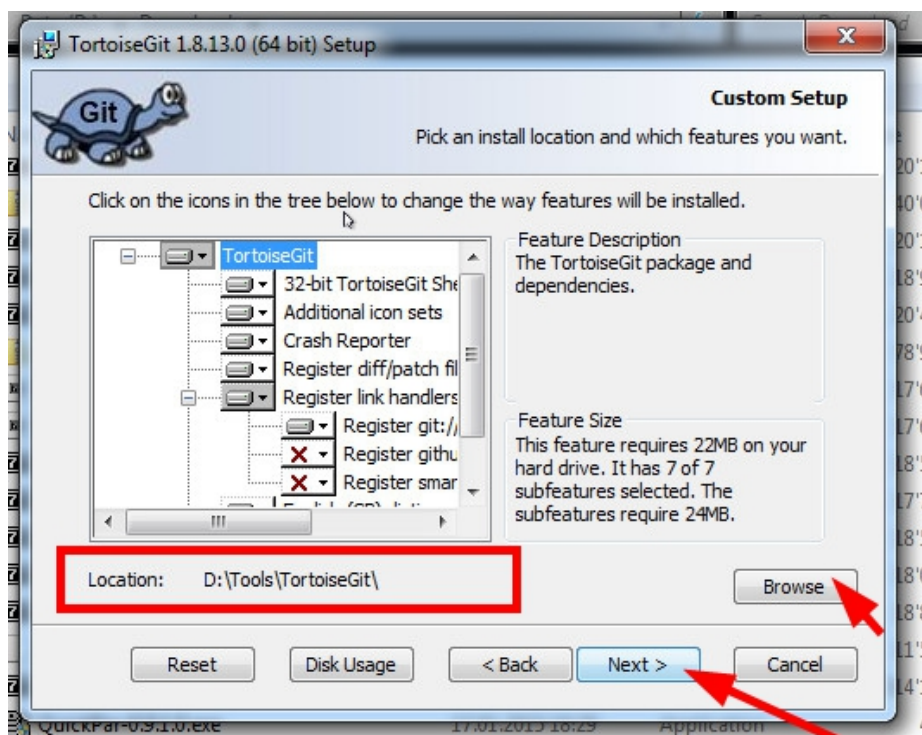 TortoiseGit 1.8.13.0 (64 bit) Setup
Git
Custom Setup
Pick an install location and which features you want.
Click on the icons in the tree below to change the way features will be installed.
TortoiseGit
32-bit TortoiseGit She
Additional icon sets
Crash Reporter
Register diff/patch fil
Register link handlers
Register git://
Register githu
Register smar
Feature Description
The TortoiseGit package and
dependencies.
Feature Size
This feature requires 22MB on your
hard drive. It has 7 of 7
subfeatures selected. The
subfeatures require 24MB.
Location: D:\Tools\TortoiseGit\
Browse
Reset Disk Usage < Back Next > Cancel
QuickPar-0.9.1.0.exe 17.01.2015 18:29 Application